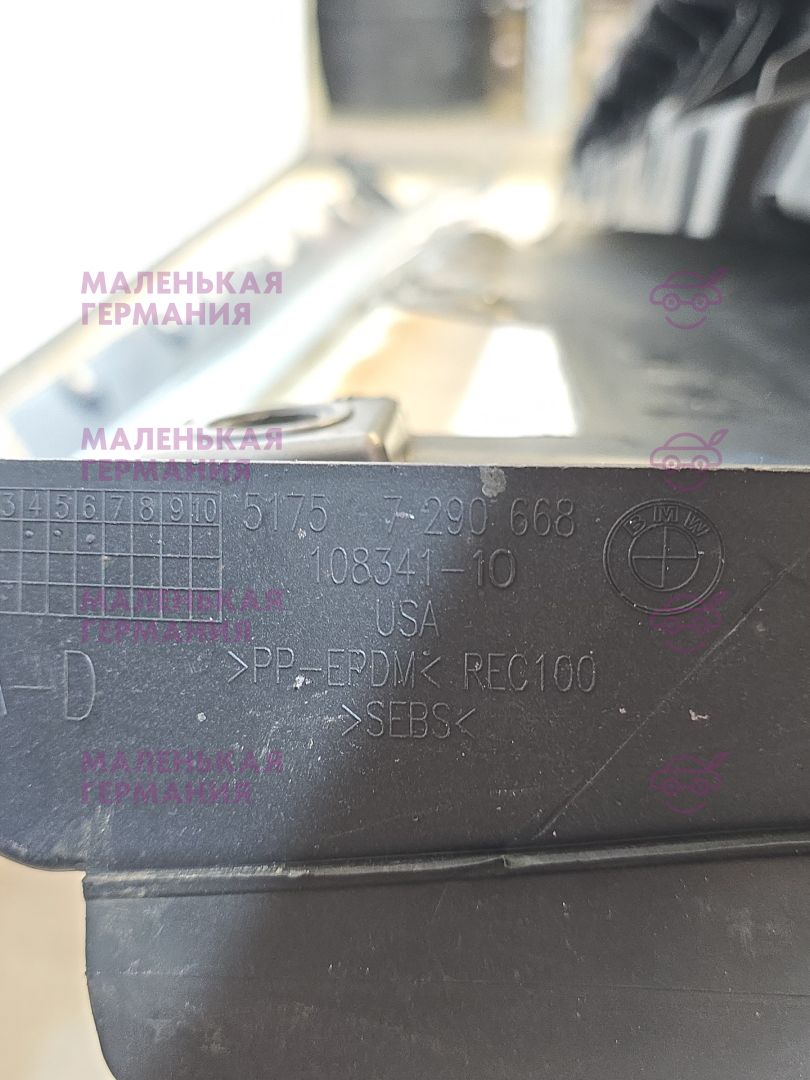 МАЛЕНЬКАЯ
ГЕРМАНИЯ
МАЛЕНЬКАЯ
ГЕРМАНИЯ
3 4 5 6 7 8 9 10
5175 7 290 668
BMW
108341-10
USA
МАЛЕНЬКАЯ
ГЕРМАНИЯ
>PP-EPDM< REC100
-D
>SEBS<
МАЛЕНЬКАЯ
ГЕРМАНИЯ